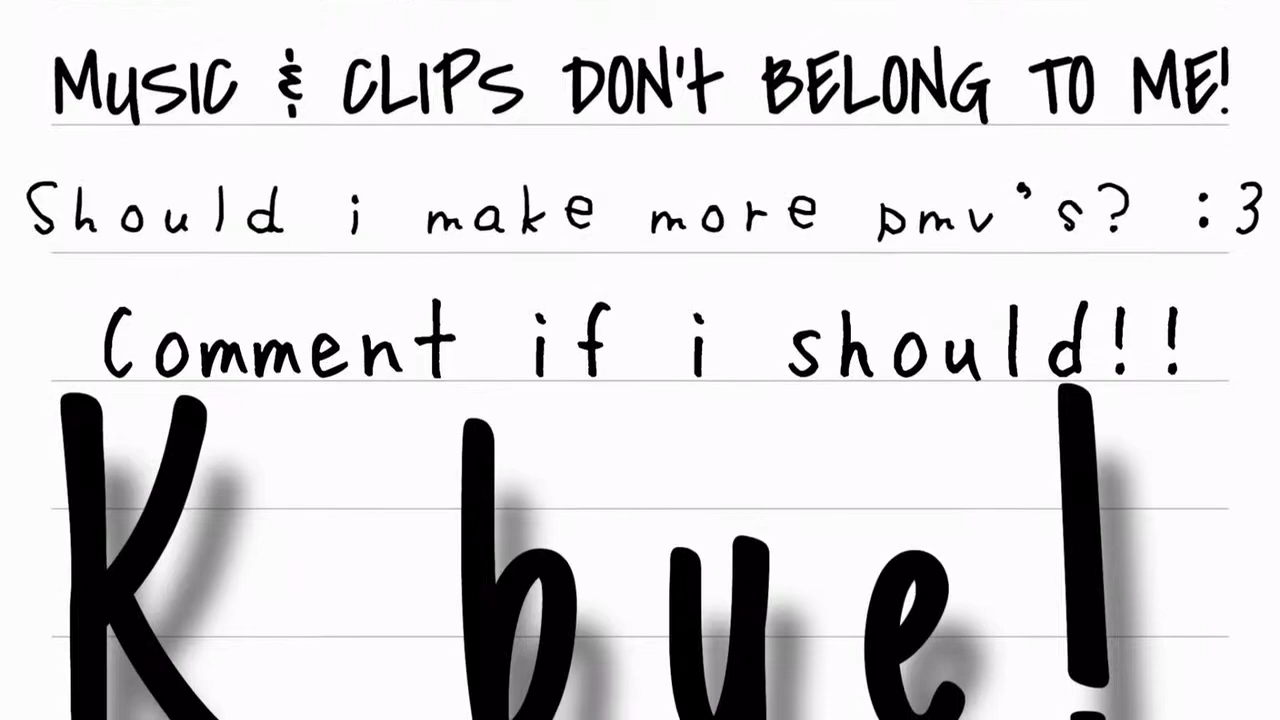 MUSIC & CLIPS DON'T BELONG TO ME!
Should i make more pmv's? :3
Comment if i should!!
K bye!